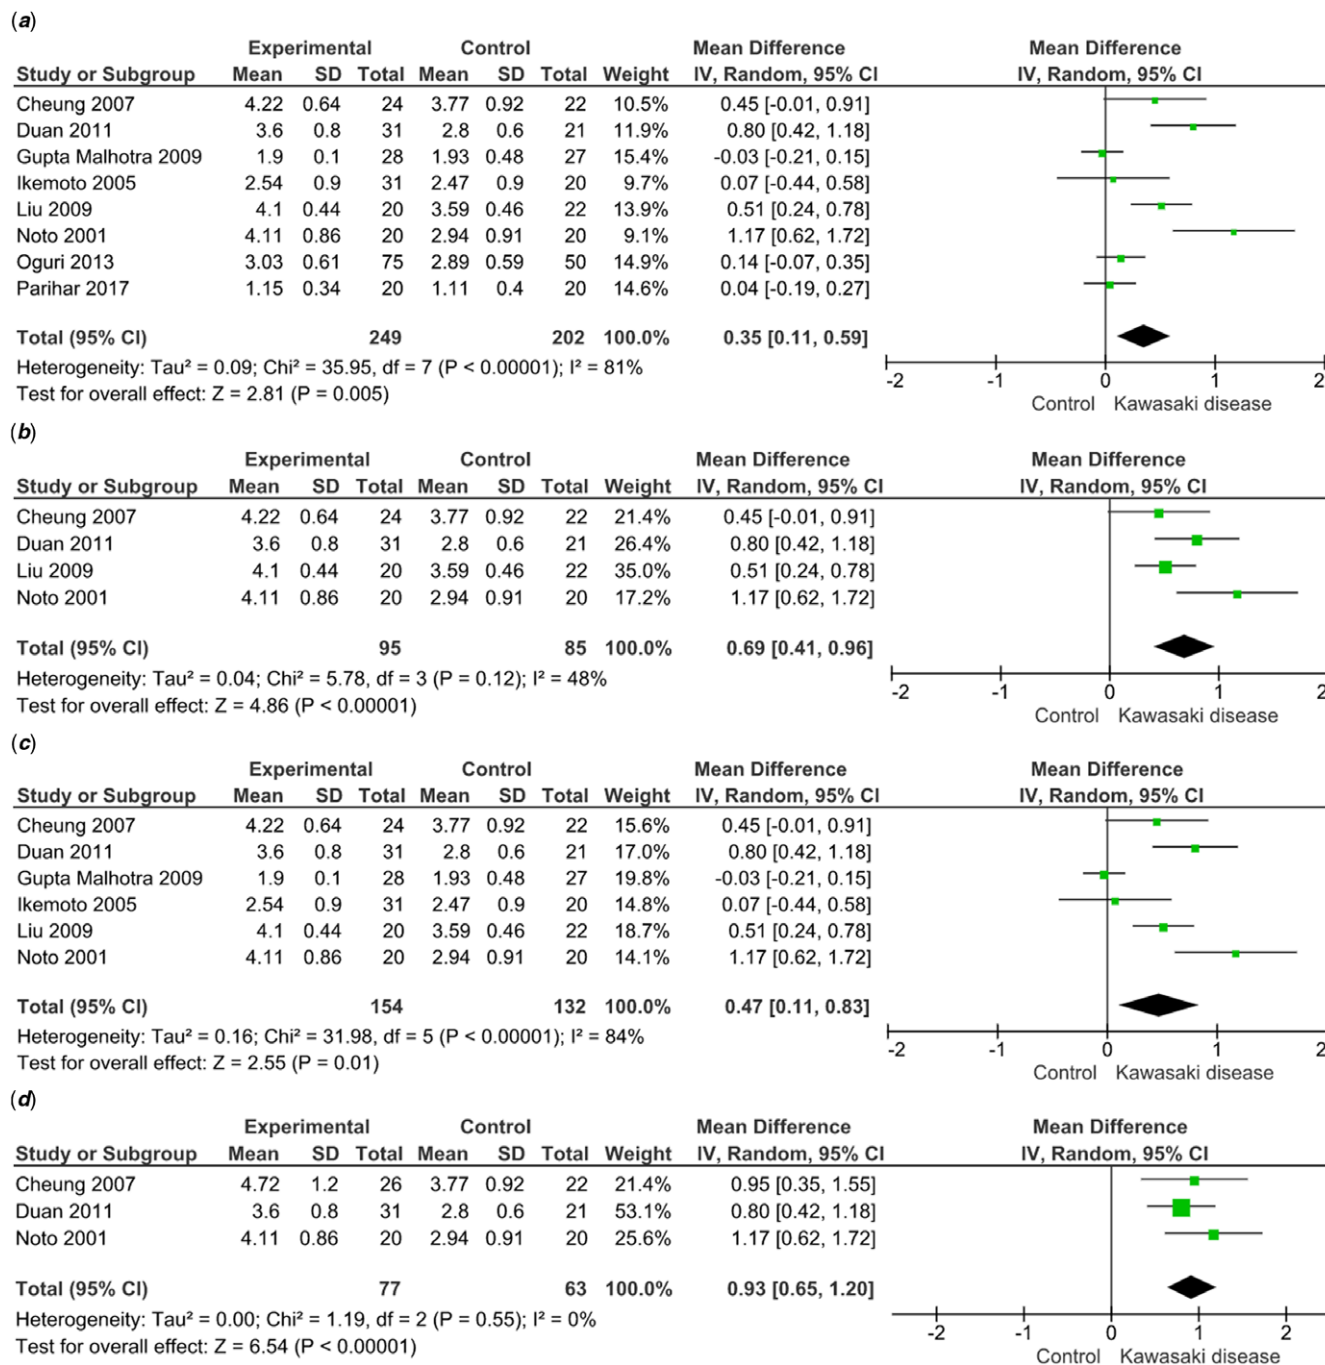 (a)
Experimental Control Mean Difference Mean Difference
Study or Subgroup Mean SD Total Mean SD Total Weight IV, Random, 95% CI IV, Random, 95% CI
Cheung 2007 4.22 0.64 24 3.77 0.92 22 10.5% 0.45 [-0.01, 0.91]
Duan 2011 3.6 0.8 31 2.8 0.6 21 11.9% 0.80 [0.42, 1.18]
Gupta Malhotra 2009 1.9 0.1 28 1.93 0.48 27 15.4% -0.03 [-0.21, 0.15]
Ikemoto 2005 2.54 0.9 31 2.47 0.9 20 9.7% 0.07 [-0.44, 0.58]
Liu 2009 4.1 0.44 20 3.59 0.46 22 13.9% 0.51 [0.24, 0.78]
Noto 2001 4.11 0.86 20 2.94 0.91 20 9.1% 1.17 [0.62, 1.72]
Oguri 2013 3.03 0.61 75 2.89 0.59 50 14.9% 0.14 [-0.07, 0.35]
Parihar 2017 1.15 0.34 20 1.11 0.4 20 14.6% 0.04 [-0.19, 0.27]
Total (95% CI) 249 202 100.0% 0.35 [0.11, 0.59]
Heterogeneity: Tau² = 0.09; Chi² = 35.95, df = 7 (P < 0.00001); I² = 81%
Test for overall effect: Z = 2.81 (P = 0.005)
-2 -1 0 1 2
Control Kawasaki disease
(b)
Experimental Control Mean Difference Mean Difference
Study or Subgroup Mean SD Total Mean SD Total Weight IV, Random, 95% CI IV, Random, 95% CI
Cheung 2007 4.22 0.64 24 3.77 0.92 22 21.4% 0.45 [-0.01, 0.91]
Duan 2011 3.6 0.8 31 2.8 0.6 21 26.4% 0.80 [0.42, 1.18]
Liu 2009 4.1 0.44 20 3.59 0.46 22 35.0% 0.51 [0.24, 0.78]
Noto 2001 4.11 0.86 20 2.94 0.91 20 17.2% 1.17 [0.62, 1.72]
Total (95% CI) 95 85 100.0% 0.69 [0.41, 0.96]
Heterogeneity: Tau² = 0.04; Chi² = 5.78, df = 3 (P = 0.12); I² = 48%
Test for overall effect: Z = 4.86 (P < 0.00001)
-2 -1 0 1 2
Control Kawasaki disease
(c)
Experimental Control Mean Difference Mean Difference
Study or Subgroup Mean SD Total Mean SD Total Weight IV, Random, 95% CI IV, Random, 95% CI
Cheung 2007 4.22 0.64 24 3.77 0.92 22 15.6% 0.45 [-0.01, 0.91]
Duan 2011 3.6 0.8 31 2.8 0.6 21 17.0% 0.80 [0.42, 1.18]
Gupta Malhotra 2009 1.9 0.1 28 1.93 0.48 27 19.8% -0.03 [-0.21, 0.15]
Ikemoto 2005 2.54 0.9 31 2.47 0.9 20 14.8% 0.07 [-0.44, 0.58]
Liu 2009 4.1 0.44 20 3.59 0.46 22 18.7% 0.51 [0.24, 0.78]
Noto 2001 4.11 0.86 20 2.94 0.91 20 14.1% 1.17 [0.62, 1.72]
Total (95% CI) 154 132 100.0% 0.47 [0.11, 0.83]
Heterogeneity: Tau² = 0.16; Chi² = 31.98, df = 5 (P < 0.00001); I² = 84%
Test for overall effect: Z = 2.55 (P = 0.01)
-2 -1 0 1 2
Control Kawasaki disease
(d)
Experimental Control Mean Difference Mean Difference
Study or Subgroup Mean SD Total Mean SD Total Weight IV, Random, 95% CI IV, Random, 95% CI
Cheung 2007 4.72 1.2 26 3.77 0.92 22 21.4% 0.95 [0.35, 1.55]
Duan 2011 3.6 0.8 31 2.8 0.6 21 53.1% 0.80 [0.42, 1.18]
Noto 2001 4.11 0.86 20 2.94 0.91 20 25.6% 1.17 [0.62, 1.72]
Total (95% CI) 77 63 100.0% 0.93 [0.65, 1.20]
Heterogeneity: Tau² = 0.00; Chi² = 1.19, df = 2 (P = 0.55); I² = 0%
Test for overall effect: Z = 6.54 (P < 0.00001)
-2 -1 0 1 2
Control Kawasaki disease